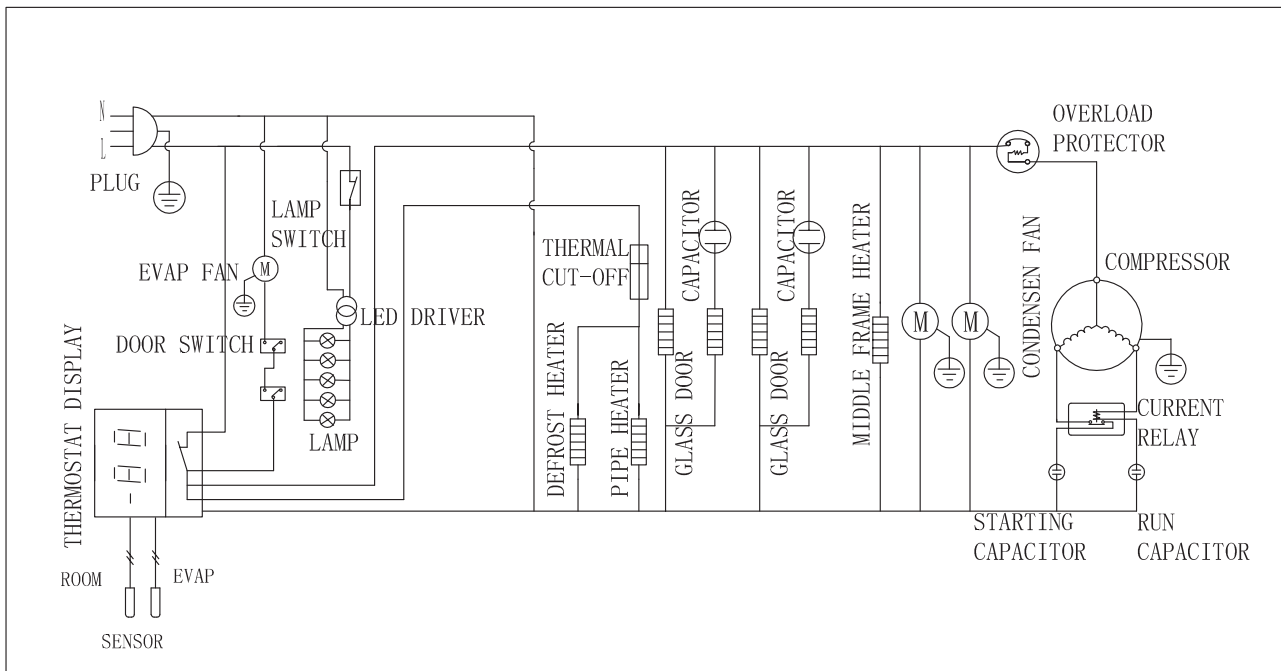 N
L
PLUG
LAMP
SWITCH
EVAP FAN
M
DOOR SWITCH
LED DRIVER
LAMP
THERMOSTAT DISPLAY
ROOM
EVAP
SENSOR
THERMAL
CUT-OFF
DEFROST HEATER
PIPE HEATER
CAPACITOR
GLASS DOOR
CAPACITOR
GLASS DOOR
MIDDLE FRAME HEATER
M
M
CONDENSEN FAN
OVERLOAD
PROTECTOR
COMPRESSOR
CURRENT
RELAY
STARTING
CAPACITOR
RUN
CAPACITOR